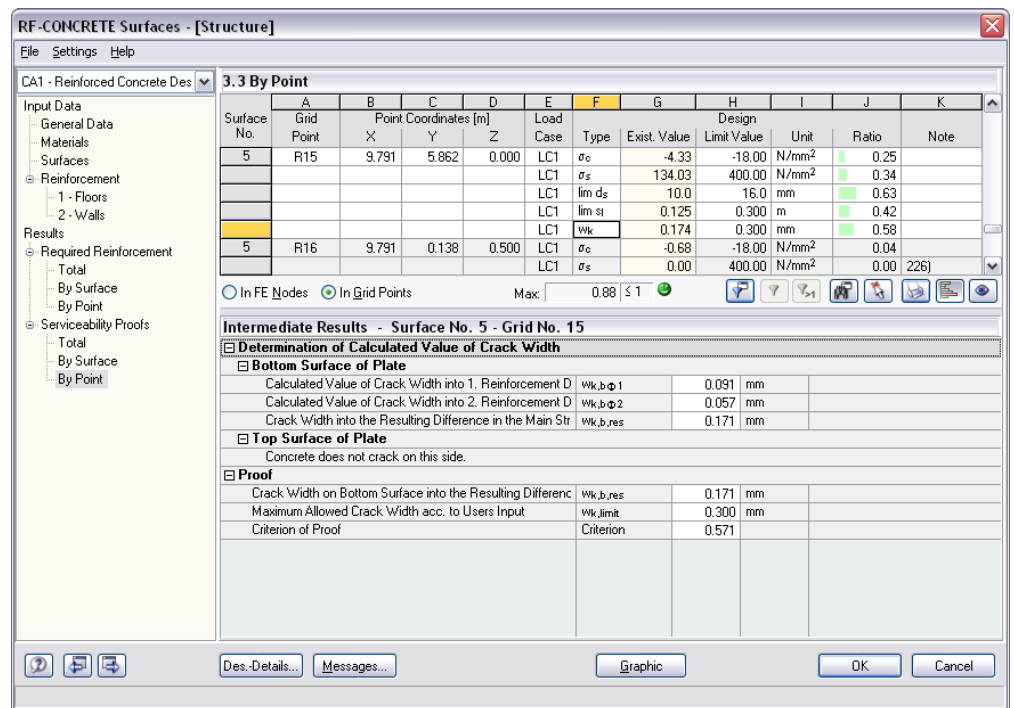 RF-CONCRETE Surfaces - [Structure]
File Settings Help
CA1 - Reinforced Concrete Des
Input Data
General Data
Materials
Surfaces
Reinforcement
1 - Floors
2 - Walls
Results
Required Reinforcement
Total
By Surface
By Point
Serviceability Proofs
Total
By Surface
By Point
3.3 By Point
A B C D E F G H I J K
Surface Grid Point Coordinates [m] Load Design
No. Point X Y Z Case Type Exist. Value Limit Value Unit Ratio Note
5 R15 9.791 5.862 0.000 LC1 σc -4.33 -18.00 N/mm² 0.25
LC1 σs 134.03 400.00 N/mm² 0.34
LC1 lim ds 10.0 16.0 mm 0.63
LC1 lim sl 0.125 0.300 m 0.42
LC1 wk 0.174 0.300 mm 0.58
5 R16 9.791 0.138 0.500 LC1 σc -0.68 -18.00 N/mm² 0.04
LC1 σs 0.00 400.00 N/mm² 0.00 226)
In FE Nodes In Grid Points Max: 0.88 ≤ 1
Intermediate Results - Surface No. 5 - Grid No. 15
Determination of Calculated Value of Crack Width
Bottom Surface of Plate
Calculated Value of Crack Width into 1. Reinforcement D wk,bΦ1 0.091 mm
Calculated Value of Crack Width into 2. Reinforcement D wk,bΦ2 0.057 mm
Crack Width into the Resulting Difference in the Main Str wk,b,res 0.171 mm
Top Surface of Plate
Concrete does not crack on this side.
Proof
Crack Width on Bottom Surface into the Resulting Differenc wk,b,res 0.171 mm
Maximum Allowed Crack Width acc. to Users Input wk,limit 0.300 mm
Criterion of Proof Criterion 0.571
Des.-Details... Messages... Graphic OK Cancel